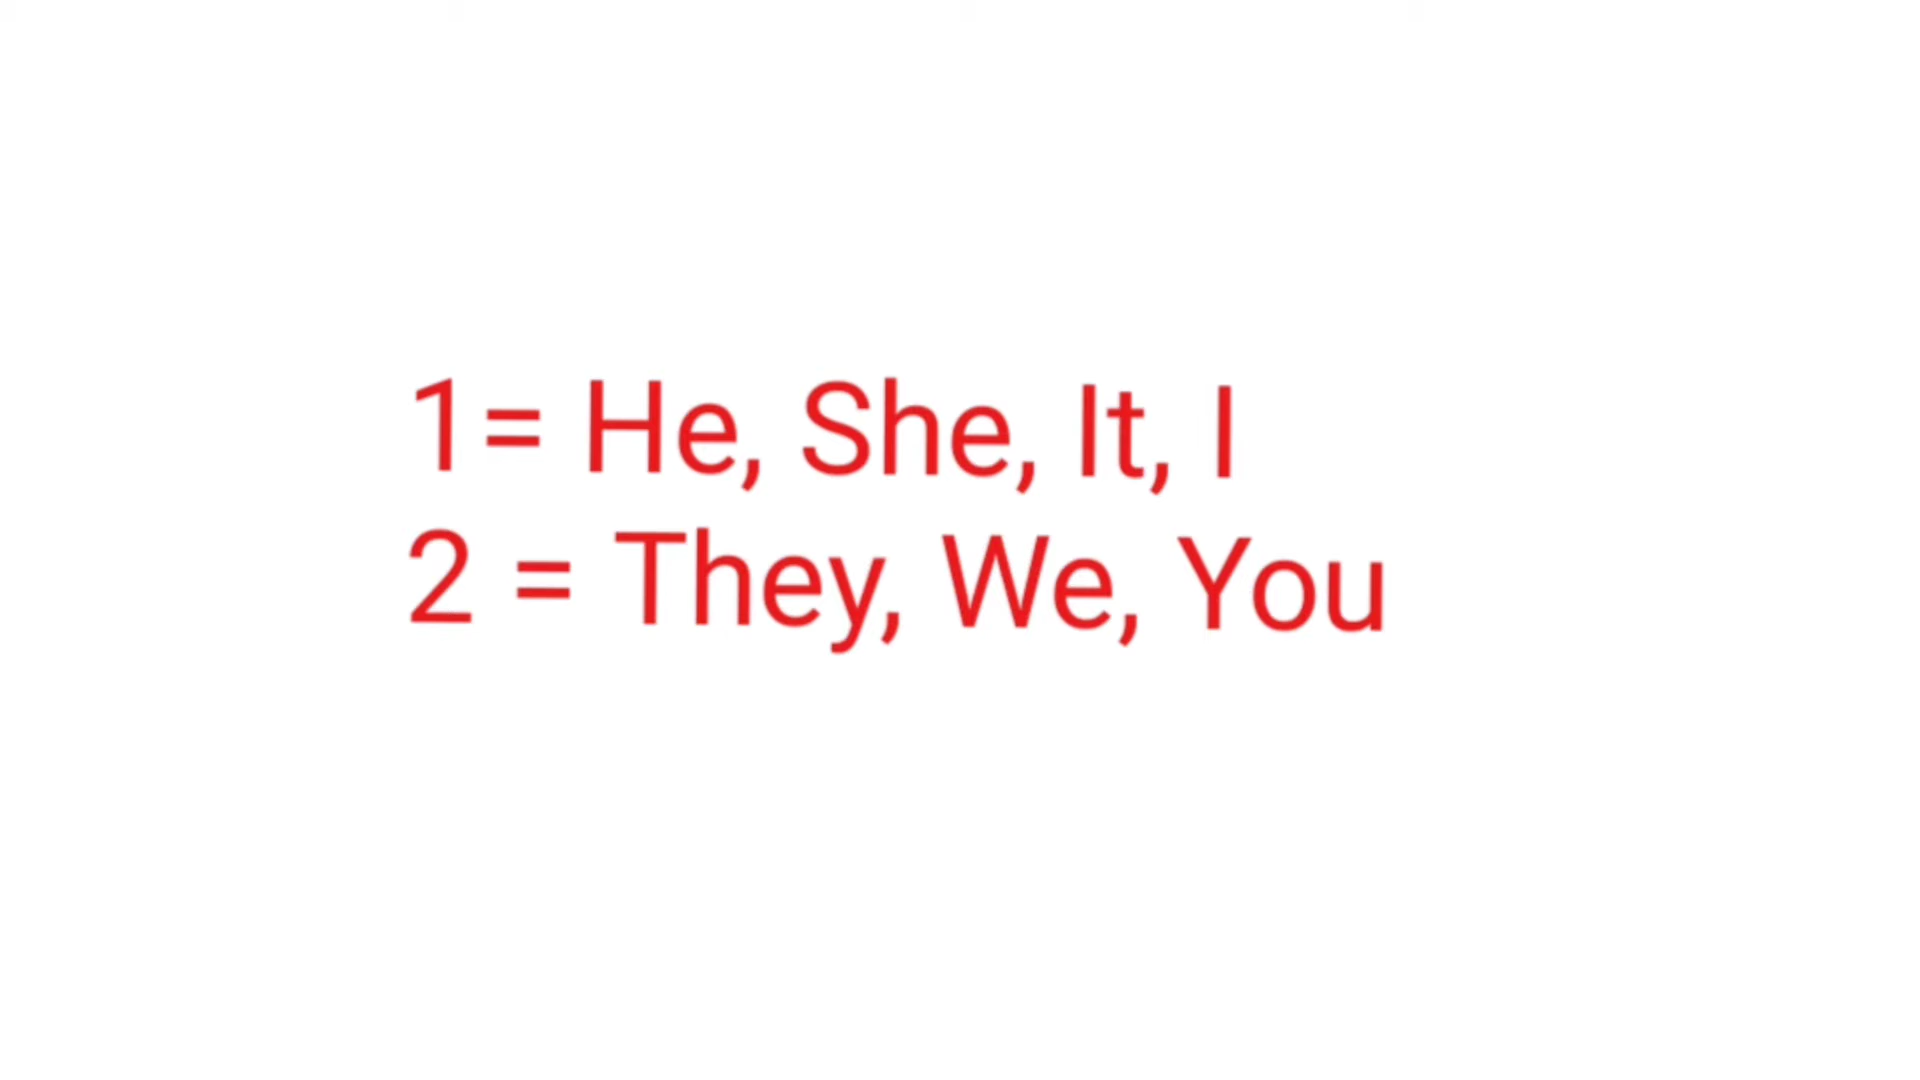 1= He, She, It, I
2 = They, We, You